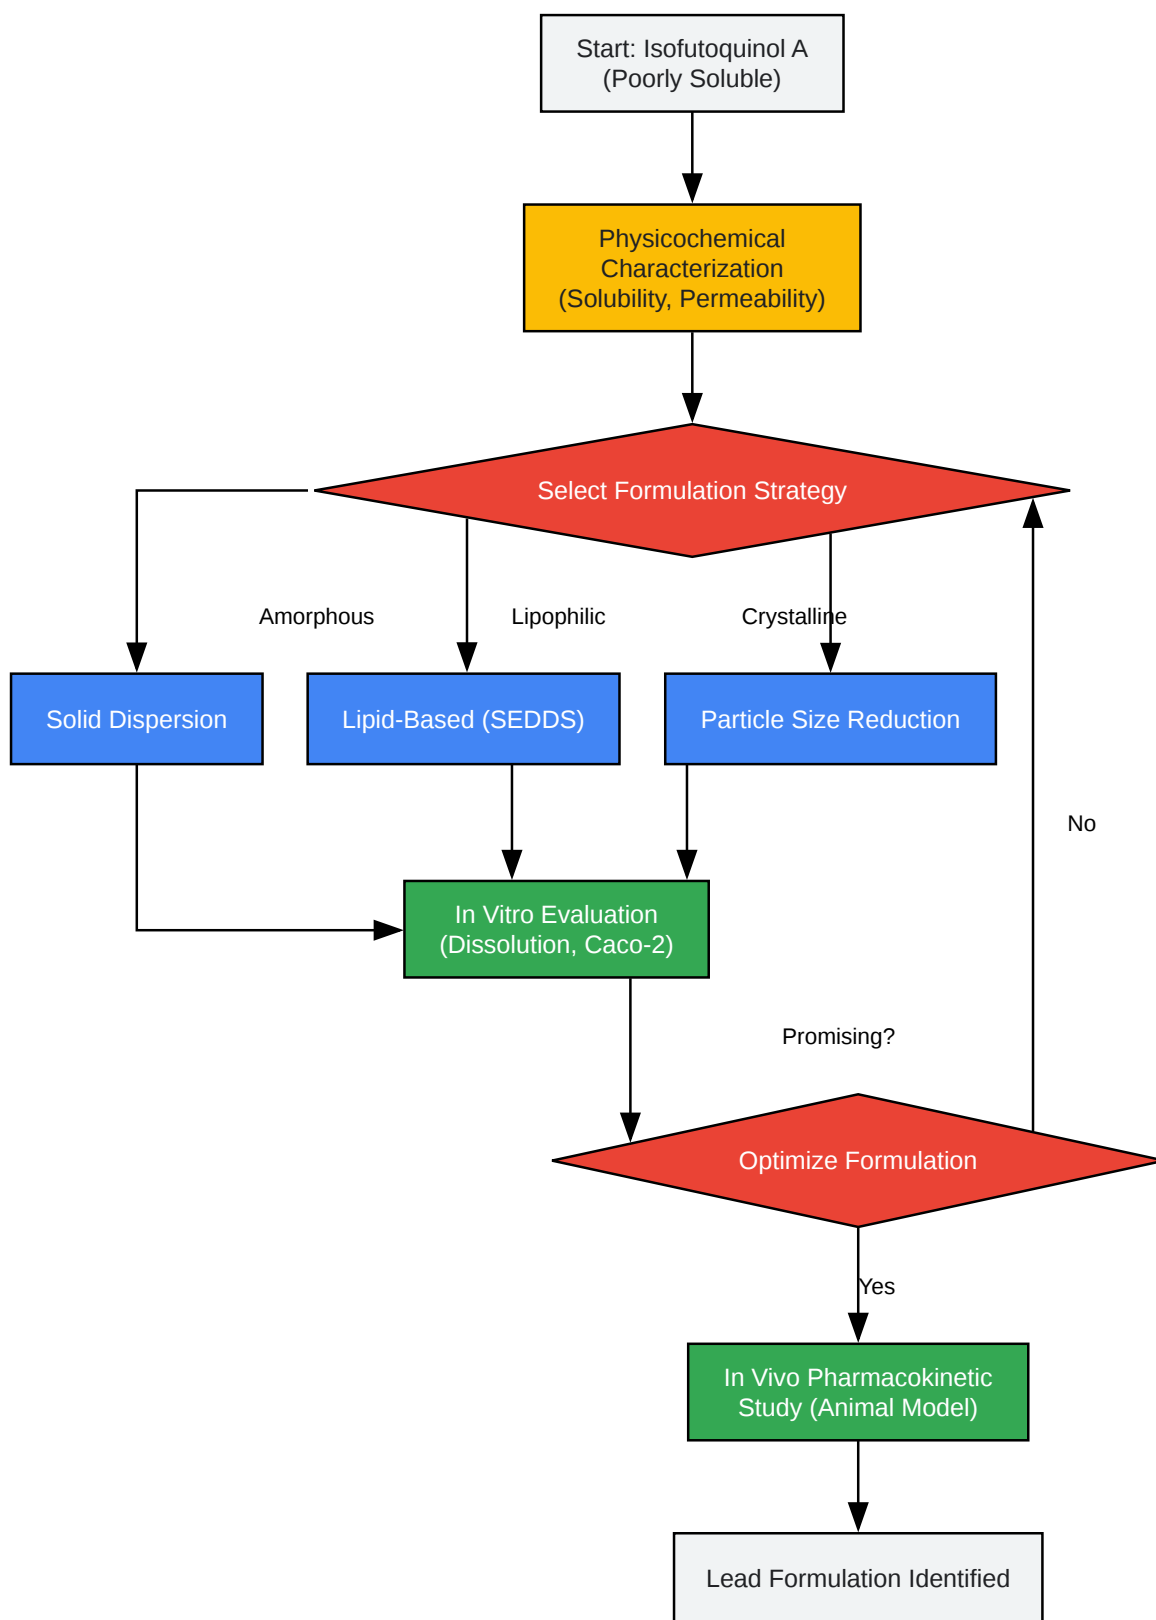 Start: Isofutoquinol A
(Poorly Soluble)
Physicochemical
Characterization
(Solubility, Permeability)
Select Formulation Strategy
Amorphous
Lipophilic
Crystalline
Solid Dispersion
Lipid-Based (SEDDS)
Particle Size Reduction
No
In Vitro Evaluation
(Dissolution, Caco-2)
Promising?
Optimize Formulation
Yes
In Vivo Pharmacokinetic
Study (Animal Model)
Lead Formulation Identified